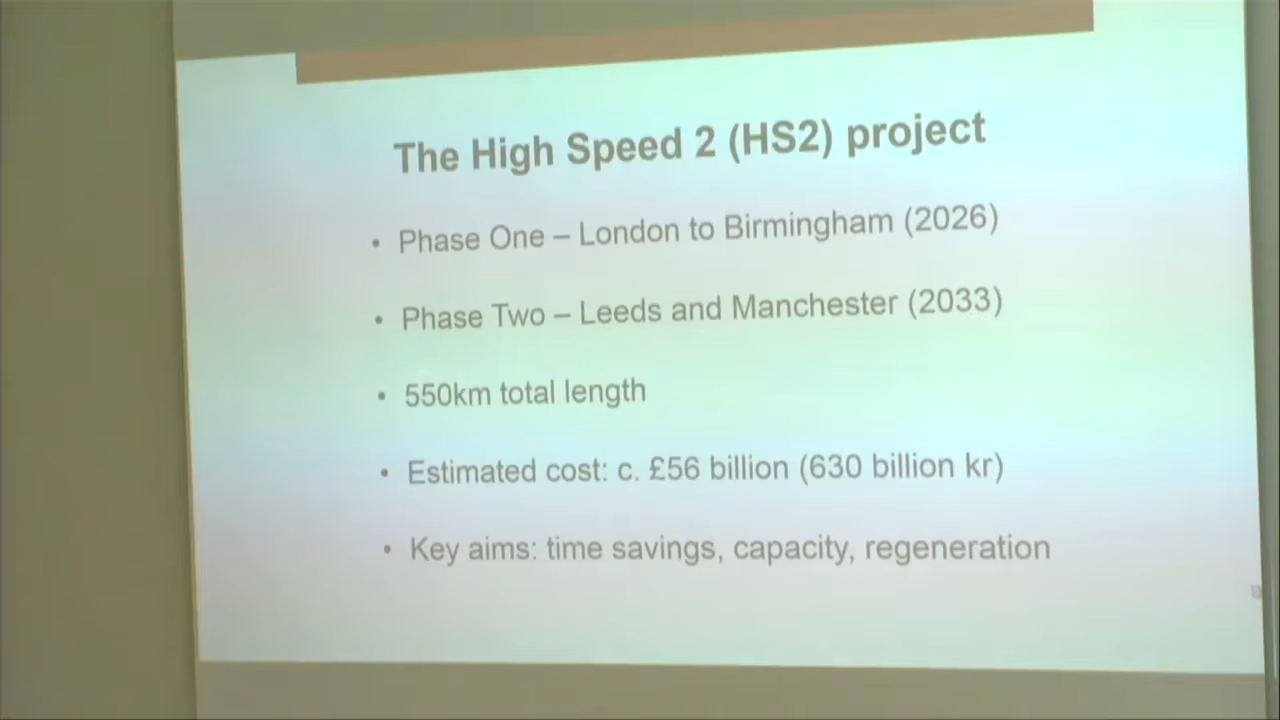 The High Speed 2 (HS2) project
• Phase One – London to Birmingham (2026)
• Phase Two – Leeds and Manchester (2033)
• 550km total length
• Estimated cost: c. £56 billion (630 billion kr)
• Key aims: time savings, capacity, regeneration